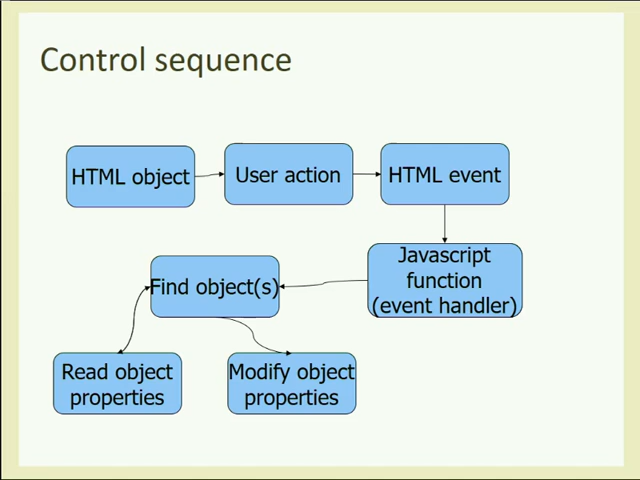 Control sequence
HTML object
User action
HTML event
Javascript
function
(event handler)
Find object(s)
Read object
properties
Modify object
properties